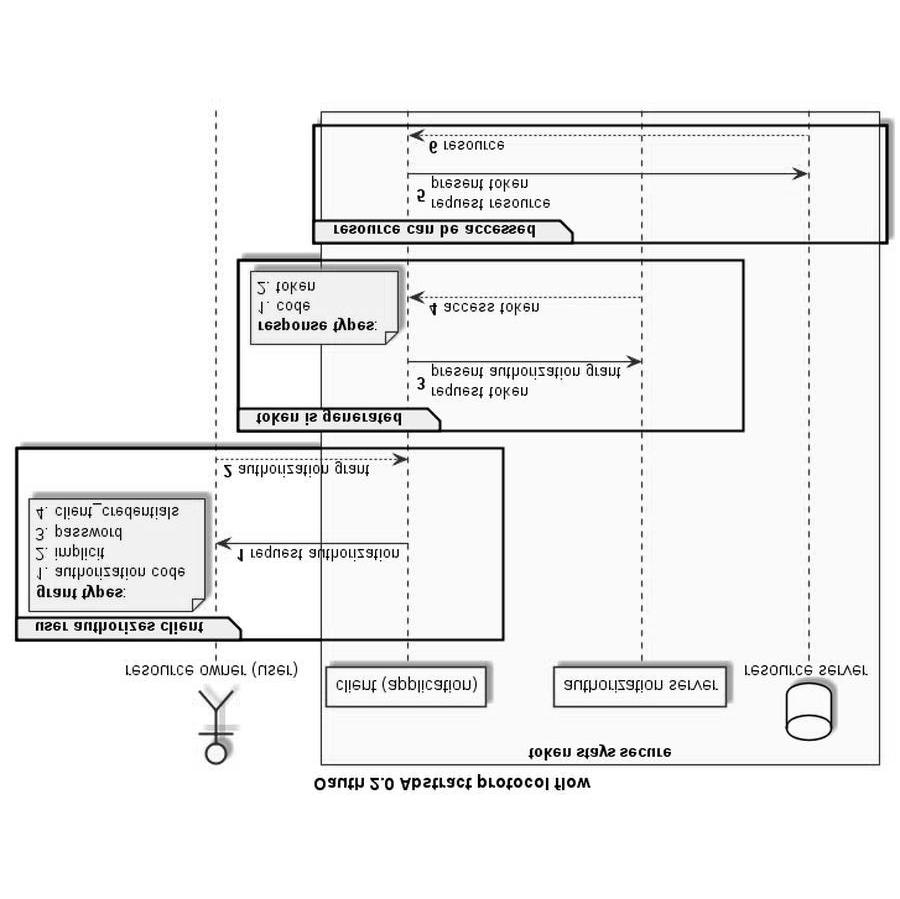 Oauth 2.0 Abstract protocol flow
token stays secure
resource owner (user)
client (application)
authorization server
resource server
user authorizes client
grant types:
1. authorization code
2. implicit
3. password
4. client_credentials
1 request authorization
2 authorization grant
token is generated
3 request token
present authorization grant
response types:
1. code
2. token
4 access token
resource can be accessed
5 request resource
present token
6 resource